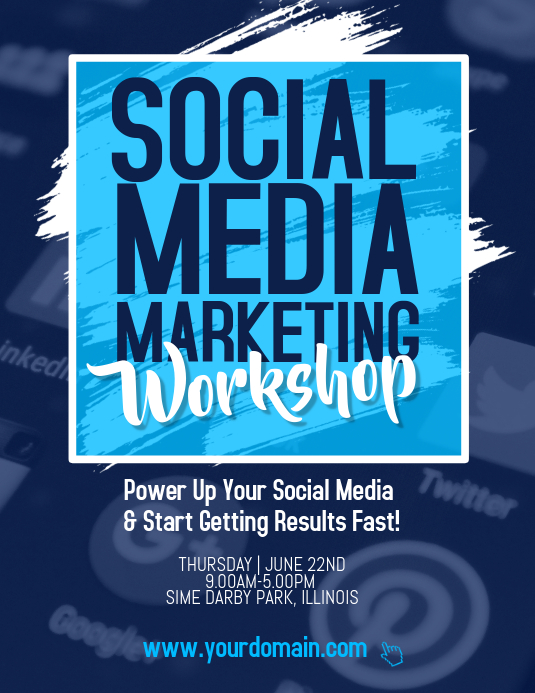 SOCIAL
MEDIA
MARKETING
Workshop
Power Up Your Social Media
& Start Getting Results Fast!
THURSDAY | JUNE 22ND
9.00AM-5.00PM
SIME DARBY PARK, ILLINOIS
www.yourdomain.com
Twitter